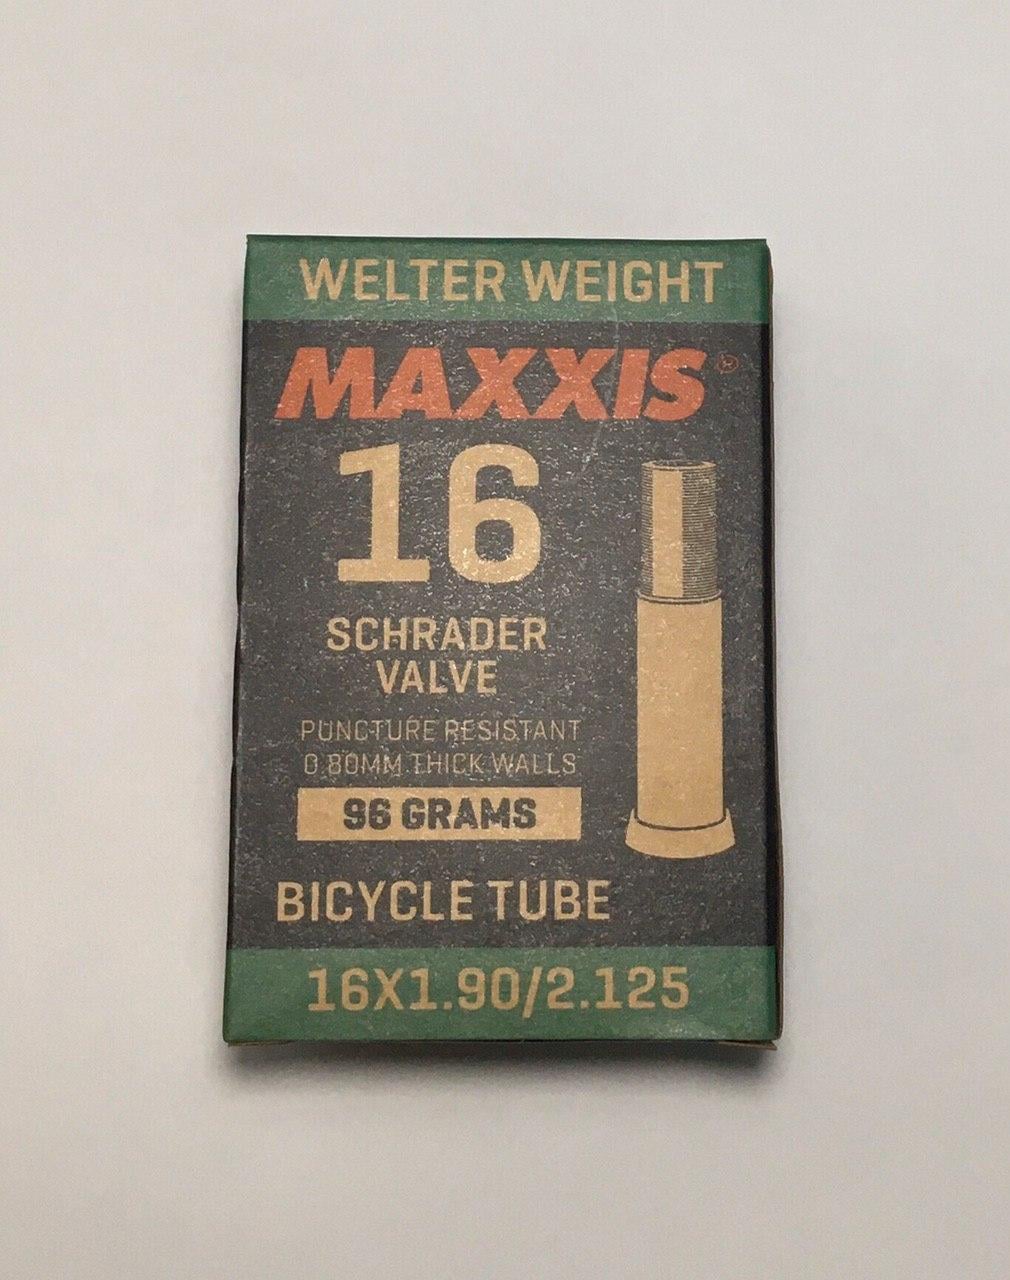 WELTER WEIGHT
MAXXIS®
16
SCHRADER
VALVE
PUNCTURE RESISTANT
0.80MM THICK WALLS
96 GRAMS
BICYCLE TUBE
16X1.90/2.125